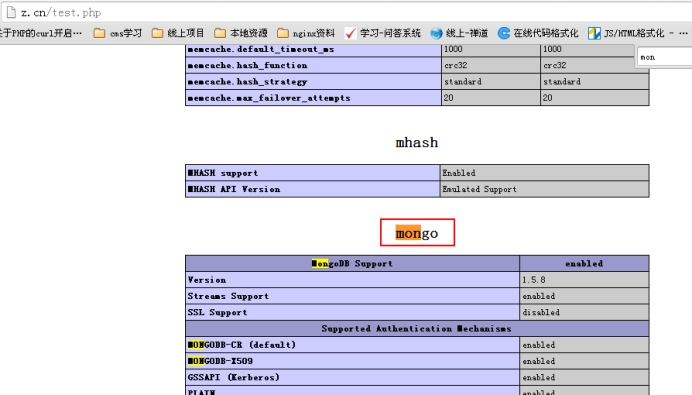 z.cn/test.php
于PHP的curl开启… cms学习 线上项目 本地资源 nginx资料 学习-问答系统 线上-禅道 在线代码格式化 JS/HTML格式化 - …
mon
memcache.default_timeout_ms 1000 1000
memcache.hash_function crc32 crc32
memcache.hash_strategy standard standard
memcache.max_failover_attempts 20 20
mhash
MHASH support Enabled
MHASH API Version Emulated Support
mongo
MongoDB Support enabled
Version 1.5.8
Streams Support enabled
SSL Support disabled
Supported Authentication Mechanisms
MONGODB-CR (default) enabled
MONGODB-X509 enabled
GSSAPI (Kerberos) enabled
PLAIN enabled